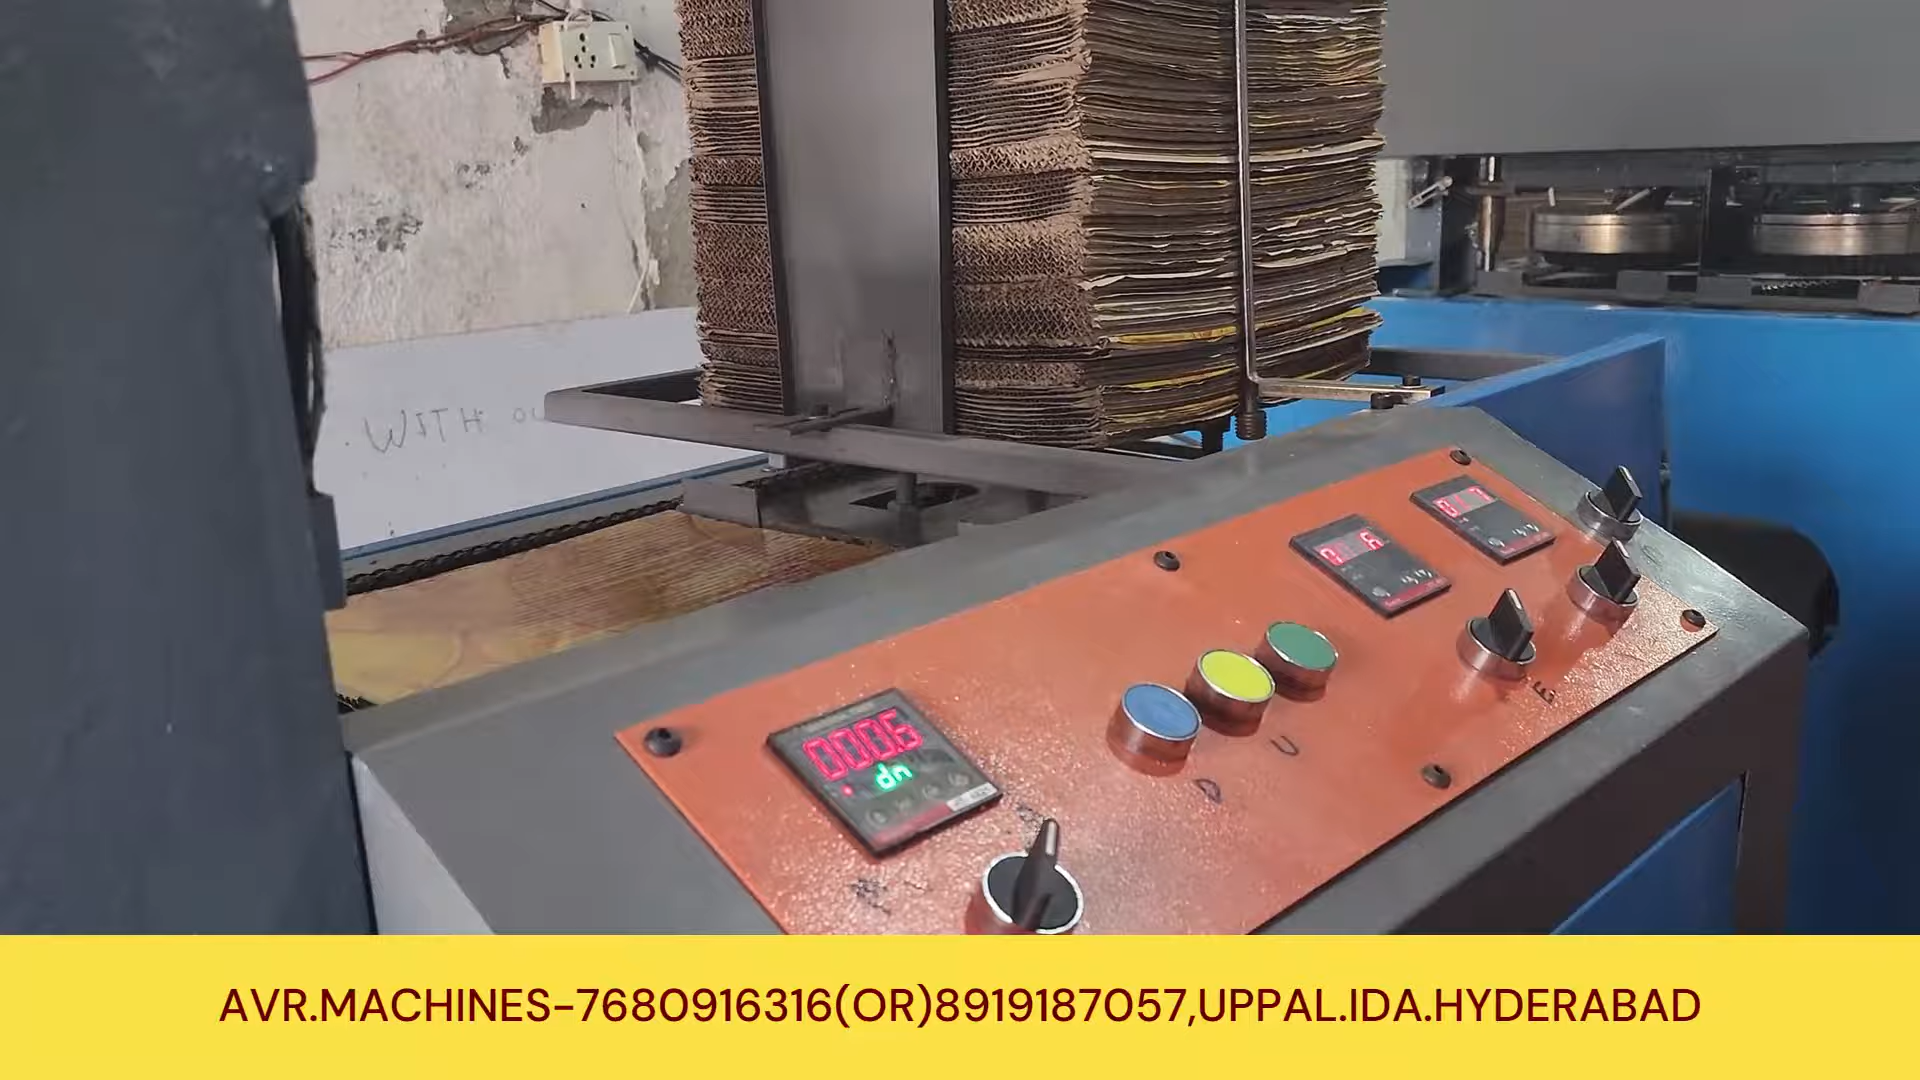 WITH
0006
dn
D
U
AVR.MACHINES-7680916316(OR)8919187057,UPPAL.IDA.HYDERABAD